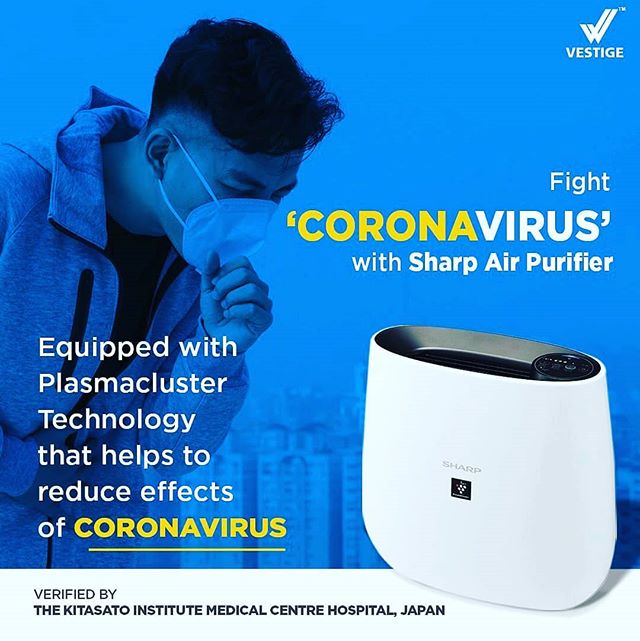 VESTIGE
TM
Fight
'CORONAVIRUS'
with Sharp Air Purifier
Equipped with
Plasmacluster
Technology
that helps to
reduce effects
of CORONAVIRUS
SHARP
VERIFIED BY
THE KITASATO INSTITUTE MEDICAL CENTRE HOSPITAL, JAPAN